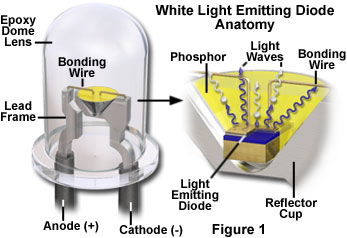 White Light Emitting Diode
Anatomy
Epoxy
Dome
Lens
Bonding
Wire
Lead
Frame
Anode (+)
Cathode (-)
Phosphor
Light
Waves
Bonding
Wire
Light
Emitting
Diode
Reflector
Cup
Figure 1